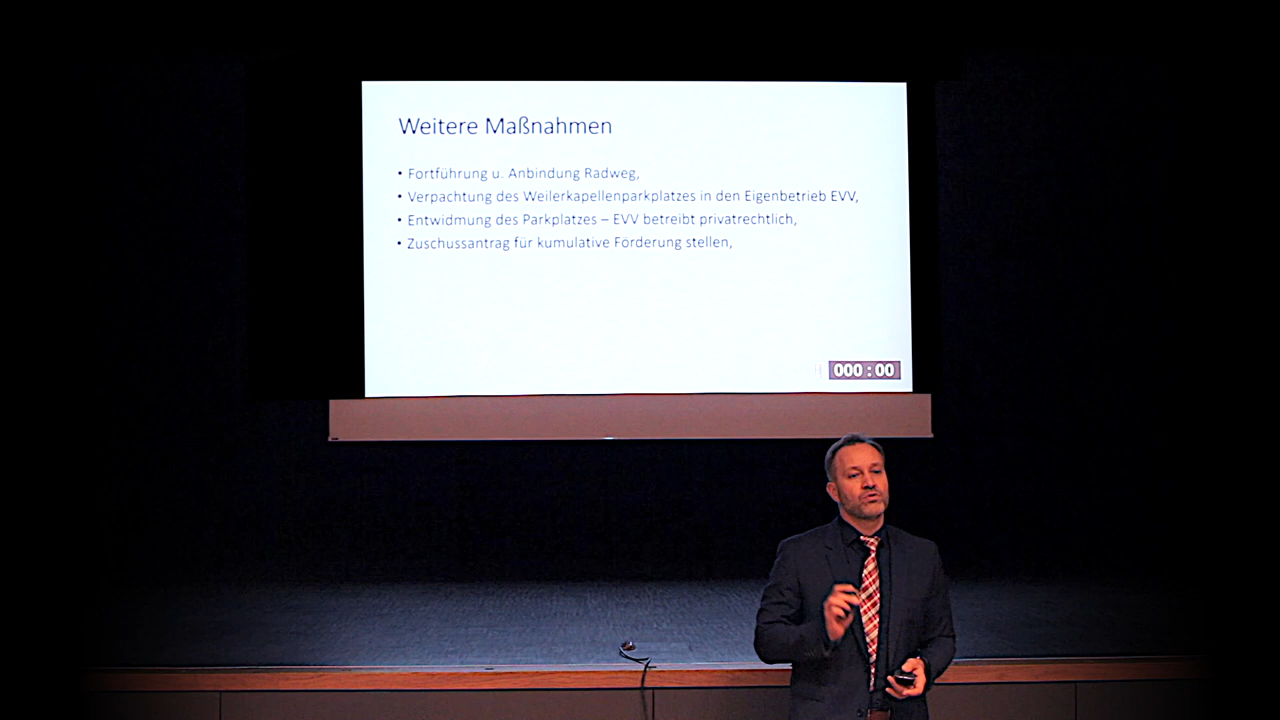 Weitere Maßnahmen
• Fortführung u. Anbindung Radweg,
• Verpachtung des Weilerkapellenparkplatzes in den Eigenbetrieb EVV,
• Entwidmung des Parkplatzes – EVV betreibt privatrechtlich,
• Zuschussantrag für kumulative Förderung stellen,
000 : 00